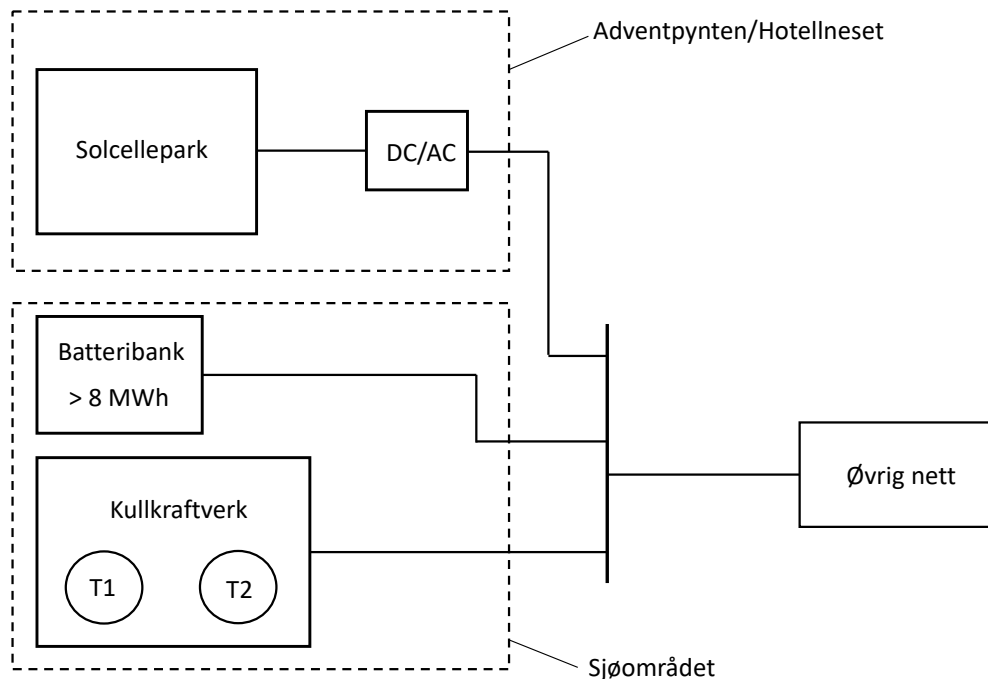 Adventpynten/Hotellneset
Solcellepark
DC/AC
Batteribank
> 8 MWh
Øvrig nett
Kullkraftverk
T1
T2
Sjøområdet